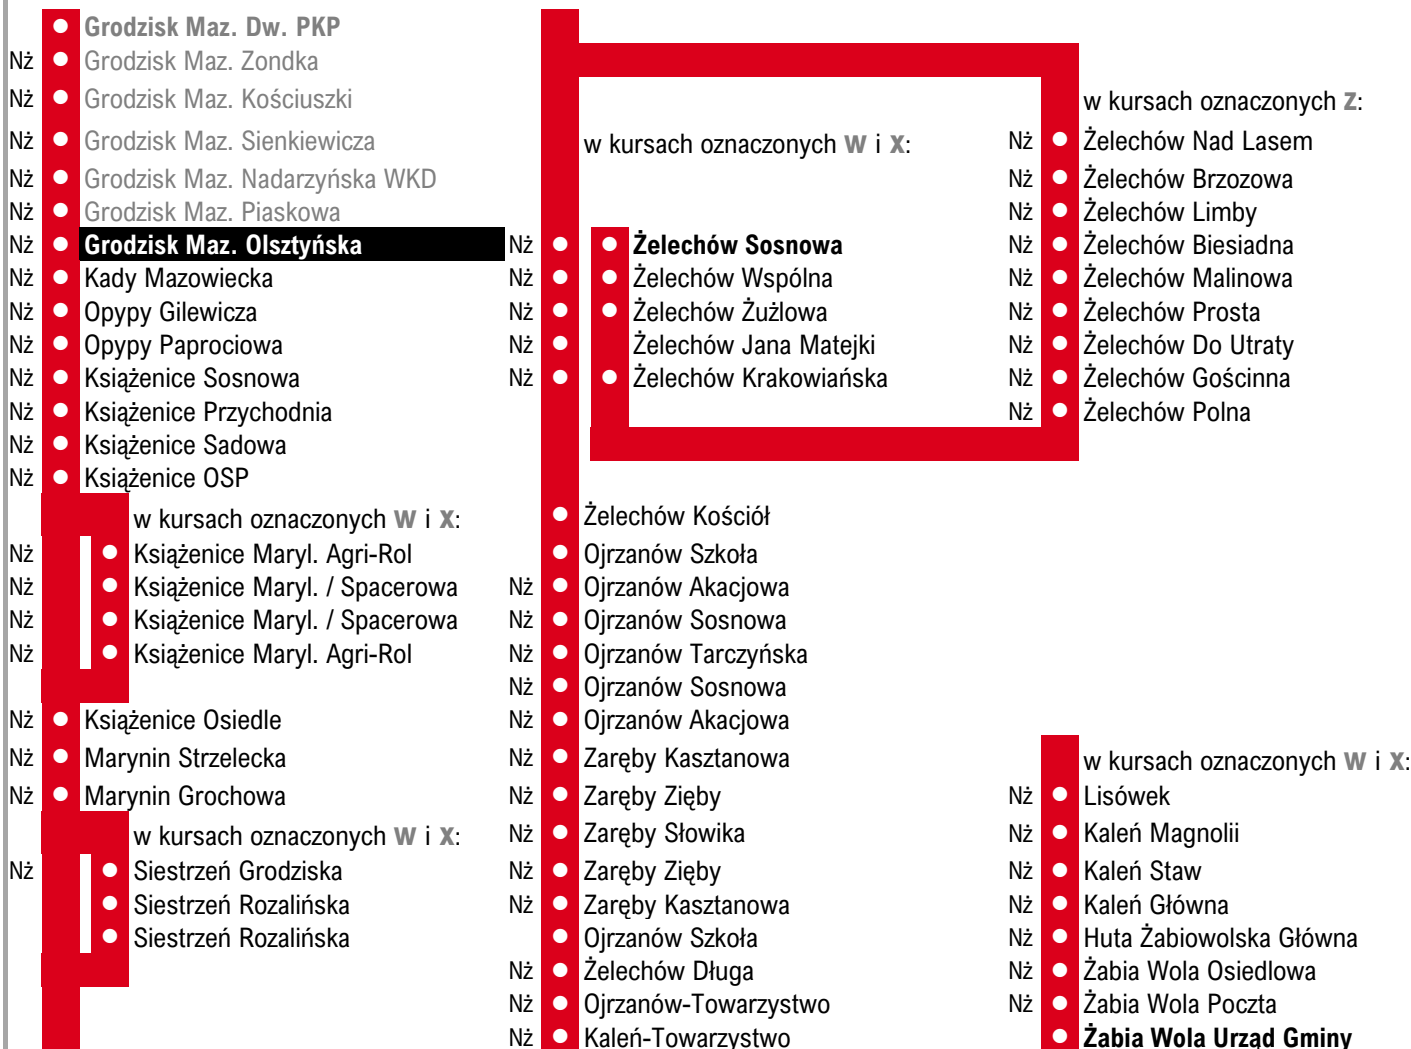 Grodzisk Maz. Dw. PKP
Nż Grodzisk Maz. Zondka
Nż Grodzisk Maz. Kościuszki
Nż Grodzisk Maz. Sienkiewicza
Nż Grodzisk Maz. Nadarzyńska WKD
Nż Grodzisk Maz. Piaskowa
Nż Grodzisk Maz. Olsztyńska
Nż Kady Mazowiecka
Nż Opypy Gilewicza
Nż Opypy Paprociowa
Nż Książenice Sosnowa
Nż Książenice Przychodnia
Nż Książenice Sadowa
Nż Książenice OSP
w kursach oznaczonych W i X:
Nż Książenice Maryl. Agri-Rol
Nż Książenice Maryl. / Spacerowa
Nż Książenice Maryl. / Spacerowa
Nż Książenice Maryl. Agri-Rol
Nż Książenice Osiedle
Nż Marynin Strzelecka
Nż Marynin Grochowa
w kursach oznaczonych W i X:
Nż Siestrzeń Grodziska
Siestrzeń Rozalińska
Siestrzeń Rozalińska
w kursach oznaczonych W i X:
Nż Żelechów Sosnowa
Nż Żelechów Wspólna
Nż Żelechów Żużlowa
Nż Żelechów Jana Matejki
Nż Żelechów Krakowiańska
Żelechów Kościół
Ojrzanów Szkoła
Nż Ojrzanów Akacjowa
Nż Ojrzanów Sosnowa
Nż Ojrzanów Tarczyńska
Nż Ojrzanów Sosnowa
Nż Ojrzanów Akacjowa
Nż Zaręby Kasztanowa
Nż Zaręby Zięby
Nż Zaręby Słowika
Nż Zaręby Zięby
Nż Zaręby Kasztanowa
Ojrzanów Szkoła
Nż Żelechów Długa
Nż Ojrzanów-Towarzystwo
Nż Kaleń-Towarzystwo
w kursach oznaczonych Z:
Nż Żelechów Nad Lasem
Nż Żelechów Brzozowa
Nż Żelechów Limby
Nż Żelechów Biesiadna
Nż Żelechów Malinowa
Nż Żelechów Prosta
Nż Żelechów Do Utraty
Nż Żelechów Gościnna
Nż Żelechów Polna
w kursach oznaczonych W i X:
Nż Lisówek
Nż Kaleń Magnolii
Nż Kaleń Staw
Nż Kaleń Główna
Nż Huta Żabiowolska Główna
Nż Żabia Wola Osiedlowa
Nż Żabia Wola Poczta
Żabia Wola Urząd Gminy